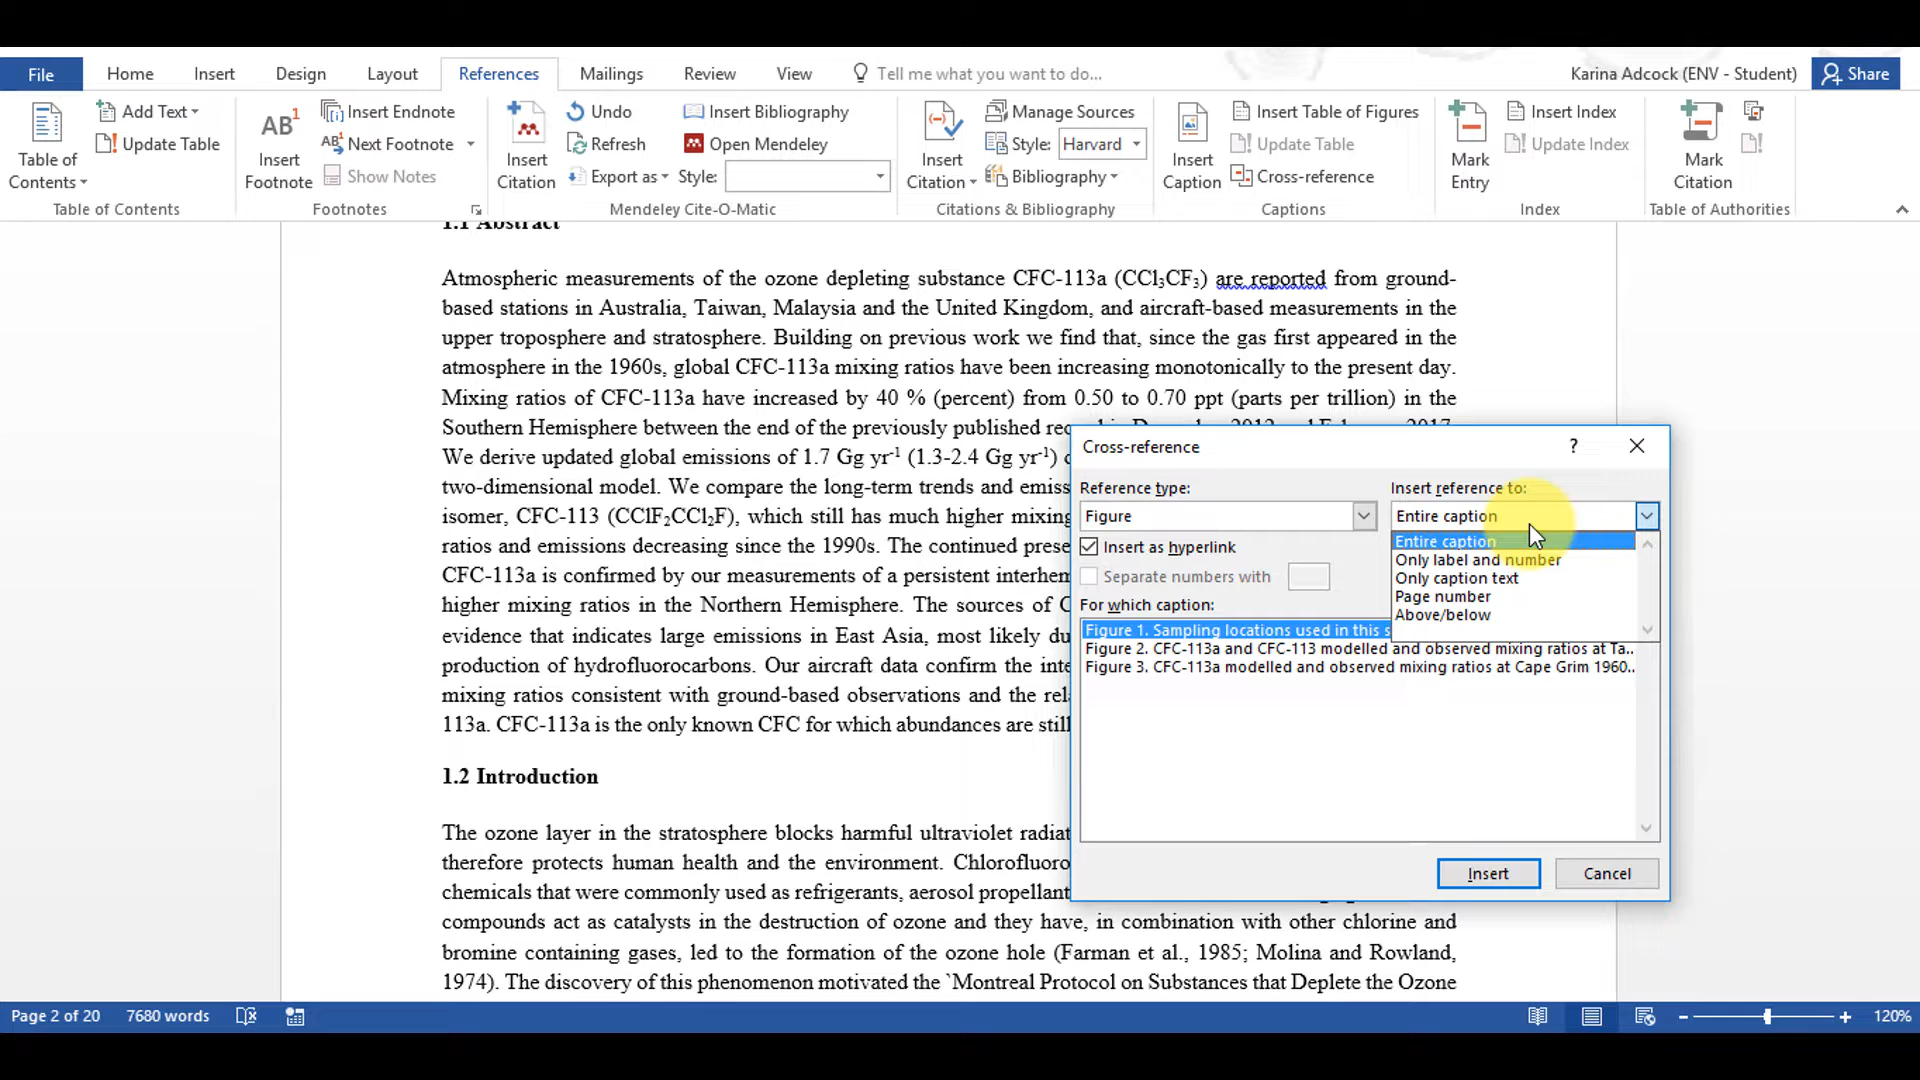 File Home Insert Design Layout References Mailings Review View Tell me what you want to do... Karina Adcock (ENV - Student) Share
Table of Contents
Add Text
Update Table
Table of Contents
AB1 Insert Footnote
Insert Endnote
AB1 Next Footnote
Show Notes
Footnotes
Insert Citation
Undo
Refresh
Export as
Insert Bibliography
Open Mendeley
Style:
Mendeley Cite-O-Matic
Insert Citation
Manage Sources
Style: Harvard
Bibliography
Citations & Bibliography
Insert Caption
Insert Table of Figures
Update Table
Cross-reference
Captions
Mark Entry
Insert Index
Update Index
Index
Mark Citation
Table of Authorities
1.1 Abstract
Atmospheric measurements of the ozone depleting substance CFC-113a (CCl₃CF₃) are reported from ground-
based stations in Australia, Taiwan, Malaysia and the United Kingdom, and aircraft-based measurements in the
upper troposphere and stratosphere. Building on previous work we find that, since the gas first appeared in the
atmosphere in the 1960s, global CFC-113a mixing ratios have been increasing monotonically to the present day.
Mixing ratios of CFC-113a have increased by 40 % (percent) from 0.50 to 0.70 ppt (parts per trillion) in the
Southern Hemisphere between the end of the previously published
We derive updated global emissions of 1.7 Gg yr⁻¹ (1.3-2.4 Gg yr⁻¹)
two-dimensional model. We compare the long-term trends and
isomer, CFC-113 (CClF₂CCl₂F), which still has much higher
ratios and emissions decreasing since the 1990s. The continued
CFC-113a is confirmed by our measurements of a persistent
higher mixing ratios in the Northern Hemisphere. The sources of
evidence that indicates large emissions in East Asia, most likely
production of hydrofluorocarbons. Our aircraft data confirm the
mixing ratios consistent with ground-based observations and the
113a. CFC-113a is the only known CFC for which abundances are still
1.2 Introduction
The ozone layer in the stratosphere blocks harmful ultraviolet
therefore protects human health and the environment.
chemicals that were commonly used as refrigerants, aerosol
compounds act as catalysts in the destruction of ozone and they have, in combination with other chlorine and
bromine containing gases, led to the formation of the ozone hole (Farman et al., 1985; Molina and Rowland,
1974). The discovery of this phenomenon motivated the `Montreal Protocol on Substances that Deplete the Ozone
Cross-reference ?
Reference type:
Figure
Insert reference to:
Entire caption
Entire caption
Only label and number
Only caption text
Page number
Above/below
Insert as hyperlink
Separate numbers with
For which caption:
Figure 1. Sampling locations used in this
Figure 2. CFC-113a and CFC-113 modelled and observed mixing ratios at Ta..
Figure 3. CFC-113a modelled and observed mixing ratios at Cape Grim 1960..
Insert Cancel
Page 2 of 20 7680 words 120%